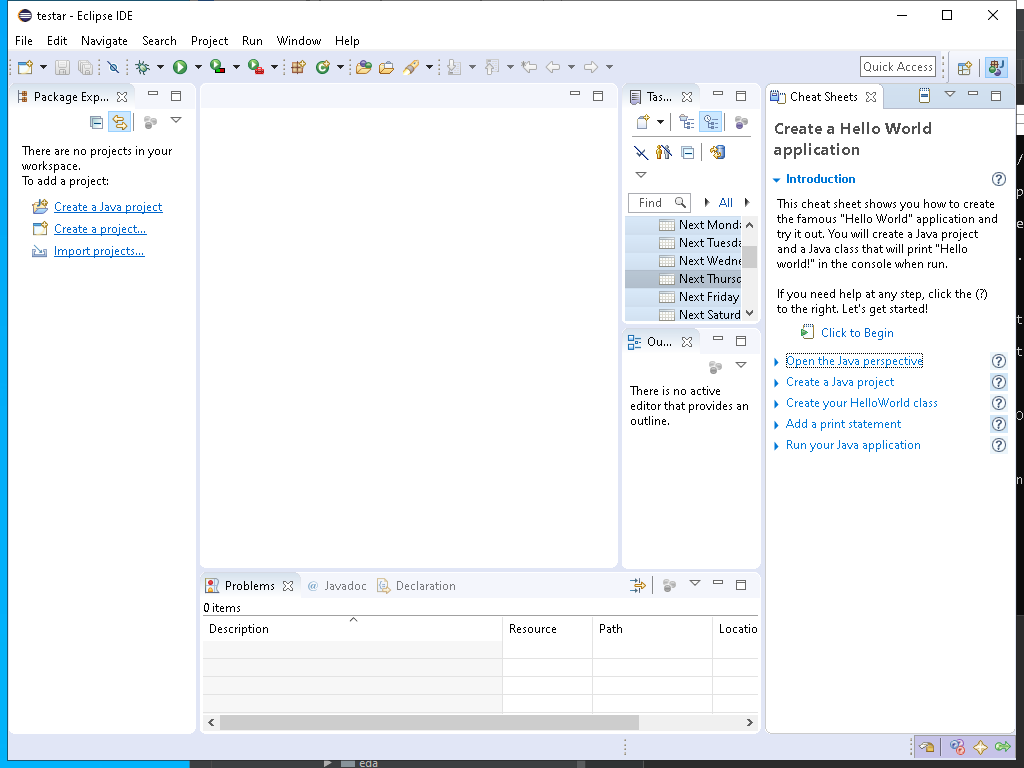 testar - Eclipse IDE
File Edit Navigate Search Project Run Window Help
Quick Access
Package Exp...
There are no projects in your
workspace.
To add a project:
Create a Java project
Create a project...
Import projects...
Tas...
Find
All
Next Monda
Next Tuesda
Next Wedne
Next Thursd
Next Friday
Next Saturd
Ou...
There is no active
editor that provides an
outline.
Cheat Sheets
Create a Hello World
application
Introduction
This cheat sheet shows you how to create
the famous "Hello World" application and
try it out. You will create a Java project
and a Java class that will print "Hello
world!" in the console when run.
If you need help at any step, click the (?)
to the right. Let's get started!
Click to Begin
Open the Java perspective
Create a Java project
Create your HelloWorld class
Add a print statement
Run your Java application
Problems @ Javadoc Declaration
0 items
Description Resource Path Locatio
eda